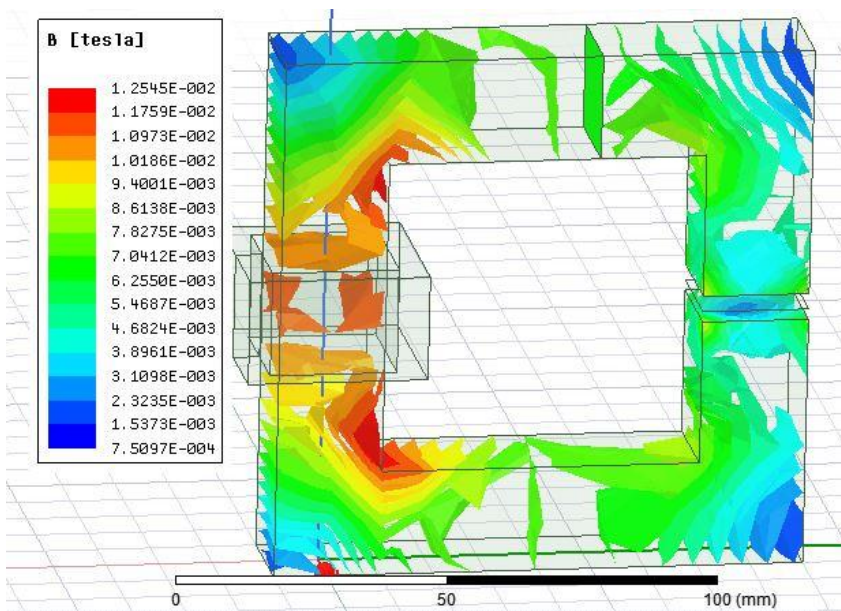 B [tesla]
1.2545E-002
1.1759E-002
1.0973E-002
1.0186E-002
9.4001E-003
8.6138E-003
7.8275E-003
7.0412E-003
6.2550E-003
5.4687E-003
4.6824E-003
3.8961E-003
3.1098E-003
2.3235E-003
1.5373E-003
7.5097E-004
0 50 100 (mm)